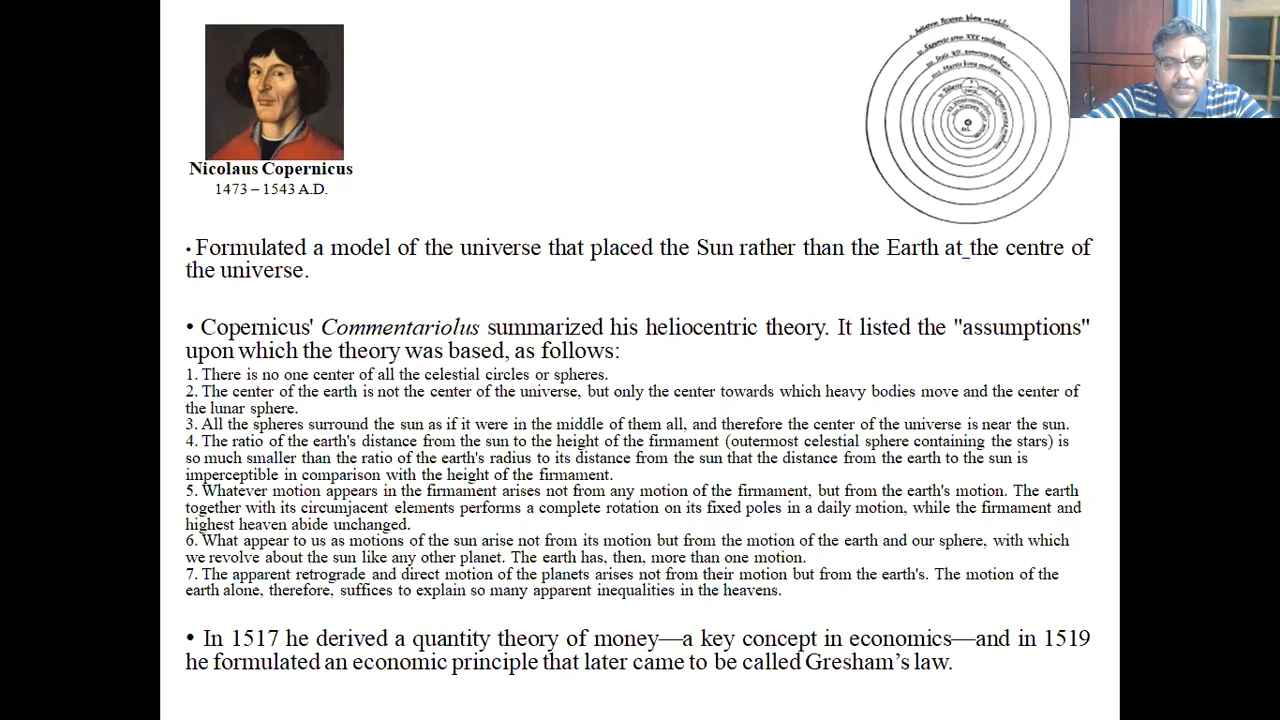 Nicolaus Copernicus
1473 – 1543 A.D.
• Formulated a model of the universe that placed the Sun rather than the Earth at the centre of
the universe.
• Copernicus' Commentariolus summarized his heliocentric theory. It listed the "assumptions"
upon which the theory was based, as follows:
1. There is no one center of all the celestial circles or spheres.
2. The center of the earth is not the center of the universe, but only the center towards which heavy bodies move and the center of
the lunar sphere.
3. All the spheres surround the sun as if it were in the middle of them all, and therefore the center of the universe is near the sun.
4. The ratio of the earth's distance from the sun to the height of the firmament (outermost celestial sphere containing the stars) is
so much smaller than the ratio of the earth's radius to its distance from the sun that the distance from the earth to the sun is
imperceptible in comparison with the height of the firmament.
5. Whatever motion appears in the firmament arises not from any motion of the firmament, but from the earth's motion. The earth
together with its circumjacent elements performs a complete rotation on its fixed poles in a daily motion, while the firmament and
highest heaven abide unchanged.
6. What appear to us as motions of the sun arise not from its motion but from the motion of the earth and our sphere, with which
we revolve about the sun like any other planet. The earth has, then, more than one motion.
7. The apparent retrograde and direct motion of the planets arises not from their motion but from the earth's. The motion of the
earth alone, therefore, suffices to explain so many apparent inequalities in the heavens.
• In 1517 he derived a quantity theory of money—a key concept in economics—and in 1519
he formulated an economic principle that later came to be called Gresham's law.